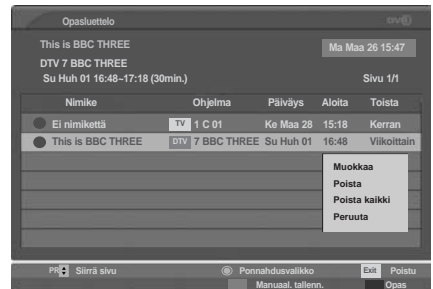 Opasluettelo
This is BBC THREE
Ma Maa 26 15:47
DTV 7 BBC THREE
Su Huh 01 16:48~17:18 (30min.)
Sivu 1/1
Nimike Ohjelma Päiväys Aloita Toista
Ei nimikettä TV 1 C 01 Ke Maa 28 15:18 Kerran
This is BBC THREE DTV 7 BBC THREE Su Huh 01 16:48 Viikoittain
Muokkaa
Poista
Poista kaikki
Peruuta
PR Siirrä sivu Ponnahdusvalikko Exit Poistu
Manuaal. tallenn. Opas